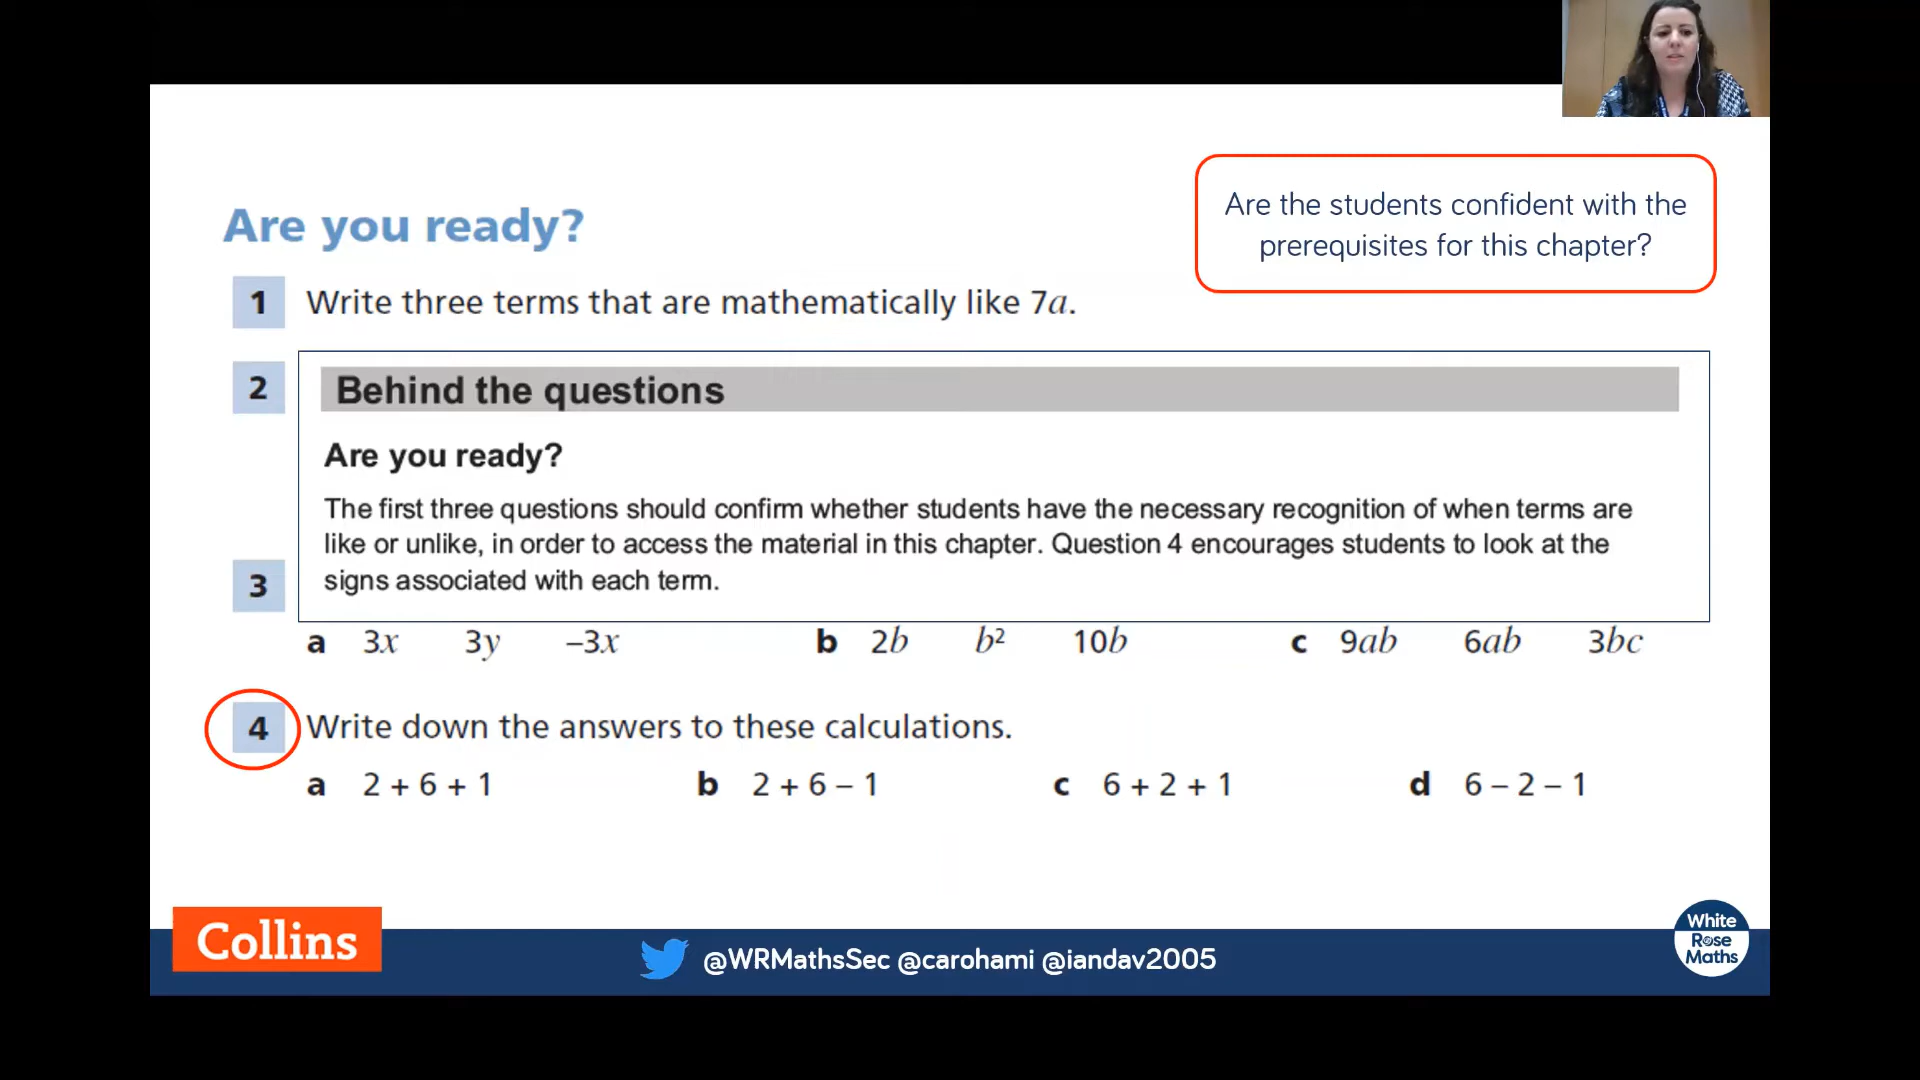 Are the students confident with the
prerequisites for this chapter?
Are you ready?
1 Write three terms that are mathematically like 7a.
2 Behind the questions
Are you ready?
The first three questions should confirm whether students have the necessary recognition of when terms are
like or unlike, in order to access the material in this chapter. Question 4 encourages students to look at the
3 signs associated with each term.
a 3x 3y –3x b 2b b² 10b c 9ab 6ab 3bc
4 Write down the answers to these calculations.
a 2 + 6 + 1 b 2 + 6 – 1 c 6 + 2 + 1 d 6 – 2 – 1
Collins
@WRMathsSec @carohami @iandav2005
White
Rose
Maths